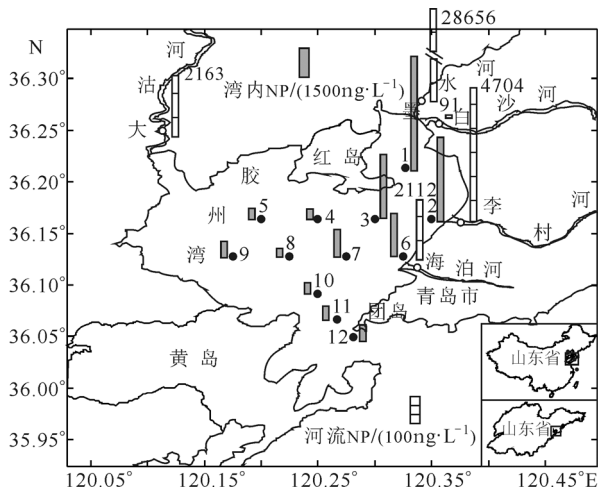 28656
N
河
36.30°
2163
沽
水
河
4704
湾内NP/(1500ng·L⁻¹)
墨
91
沙
河
36.25°
大
白
红岛
1
36.20°
胶
2112
李
河
州
5
4
3
2
村
36.15°
湾
9
8
7
6
海
泊河
36.10°
10
青岛市
11
团岛
36.05°
12
黄岛
山东省
36.00°
山东省
35.95°
河流NP/(100ng·L⁻¹)
120.05°
120.15°
120.25°
120.35°
120.45°E